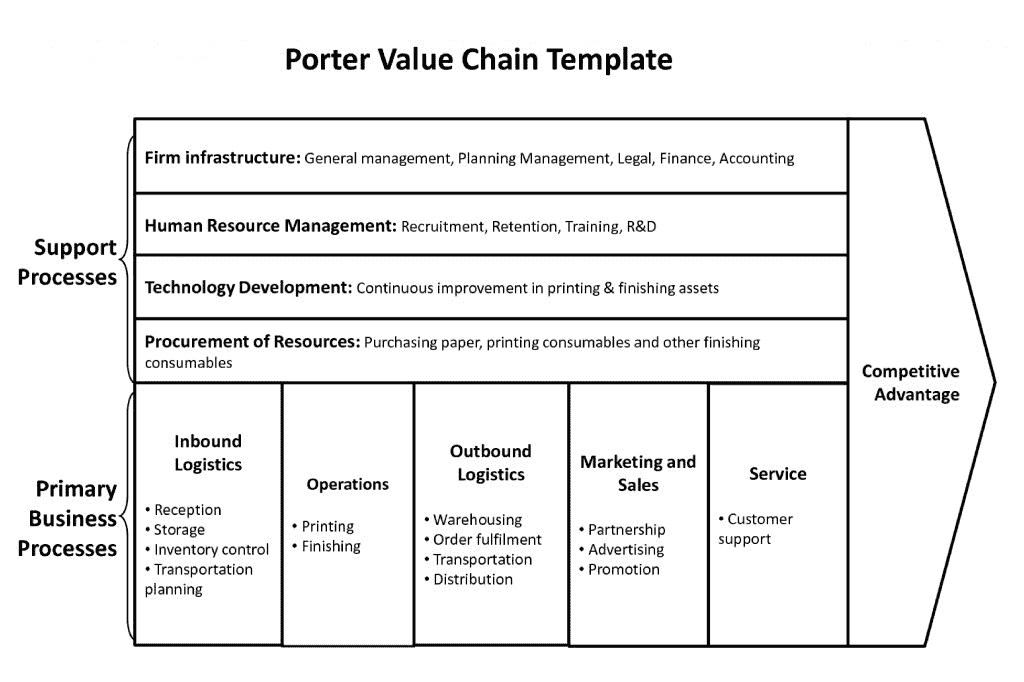 Porter Value Chain Template
Support
Processes
Firm infrastructure: General management, Planning Management, Legal, Finance, Accounting
Human Resource Management: Recruitment, Retention, Training, R&D
Technology Development: Continuous improvement in printing & finishing assets
Procurement of Resources: Purchasing paper, printing consumables and other finishing
consumables
Primary
Business
Processes
Inbound
Logistics
• Reception
• Storage
• Inventory control
• Transportation
planning
Operations
• Printing
• Finishing
Outbound
Logistics
• Warehousing
• Order fulfilment
• Transportation
• Distribution
Marketing and
Sales
• Partnership
• Advertising
• Promotion
Service
• Customer
support
Competitive
Advantage